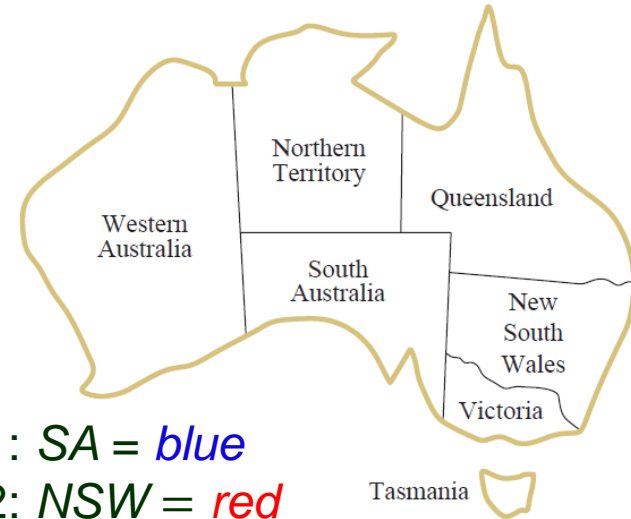 Northern
Territory
Western
Australia
Queensland
South
Australia
New
South
Wales
Victoria
: SA = blue
2: NSW = red
Tasmania